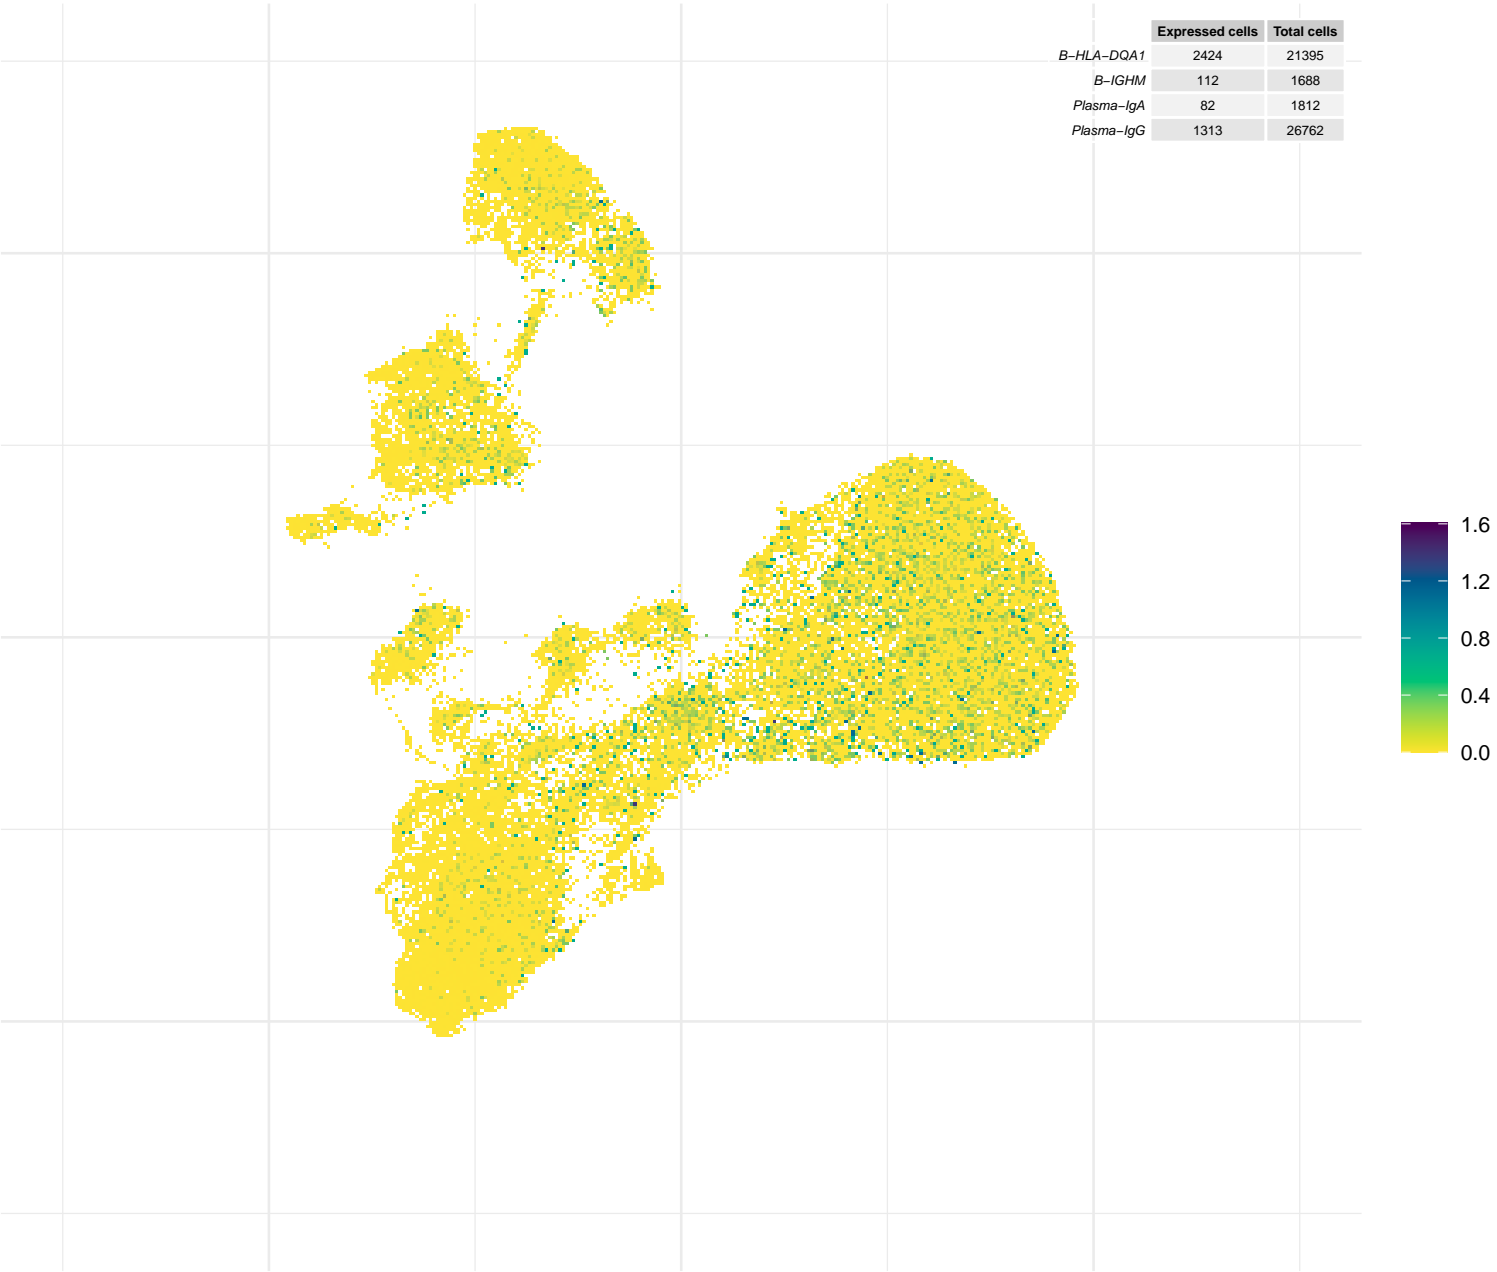 Expressed cells Total cells
B−HLA−DQA1 2424 21395
B−IGHM 112 1688
Plasma−IgA 82 1812
Plasma−IgG 1313 26762
1.6
1.2
0.8
0.4
0.0